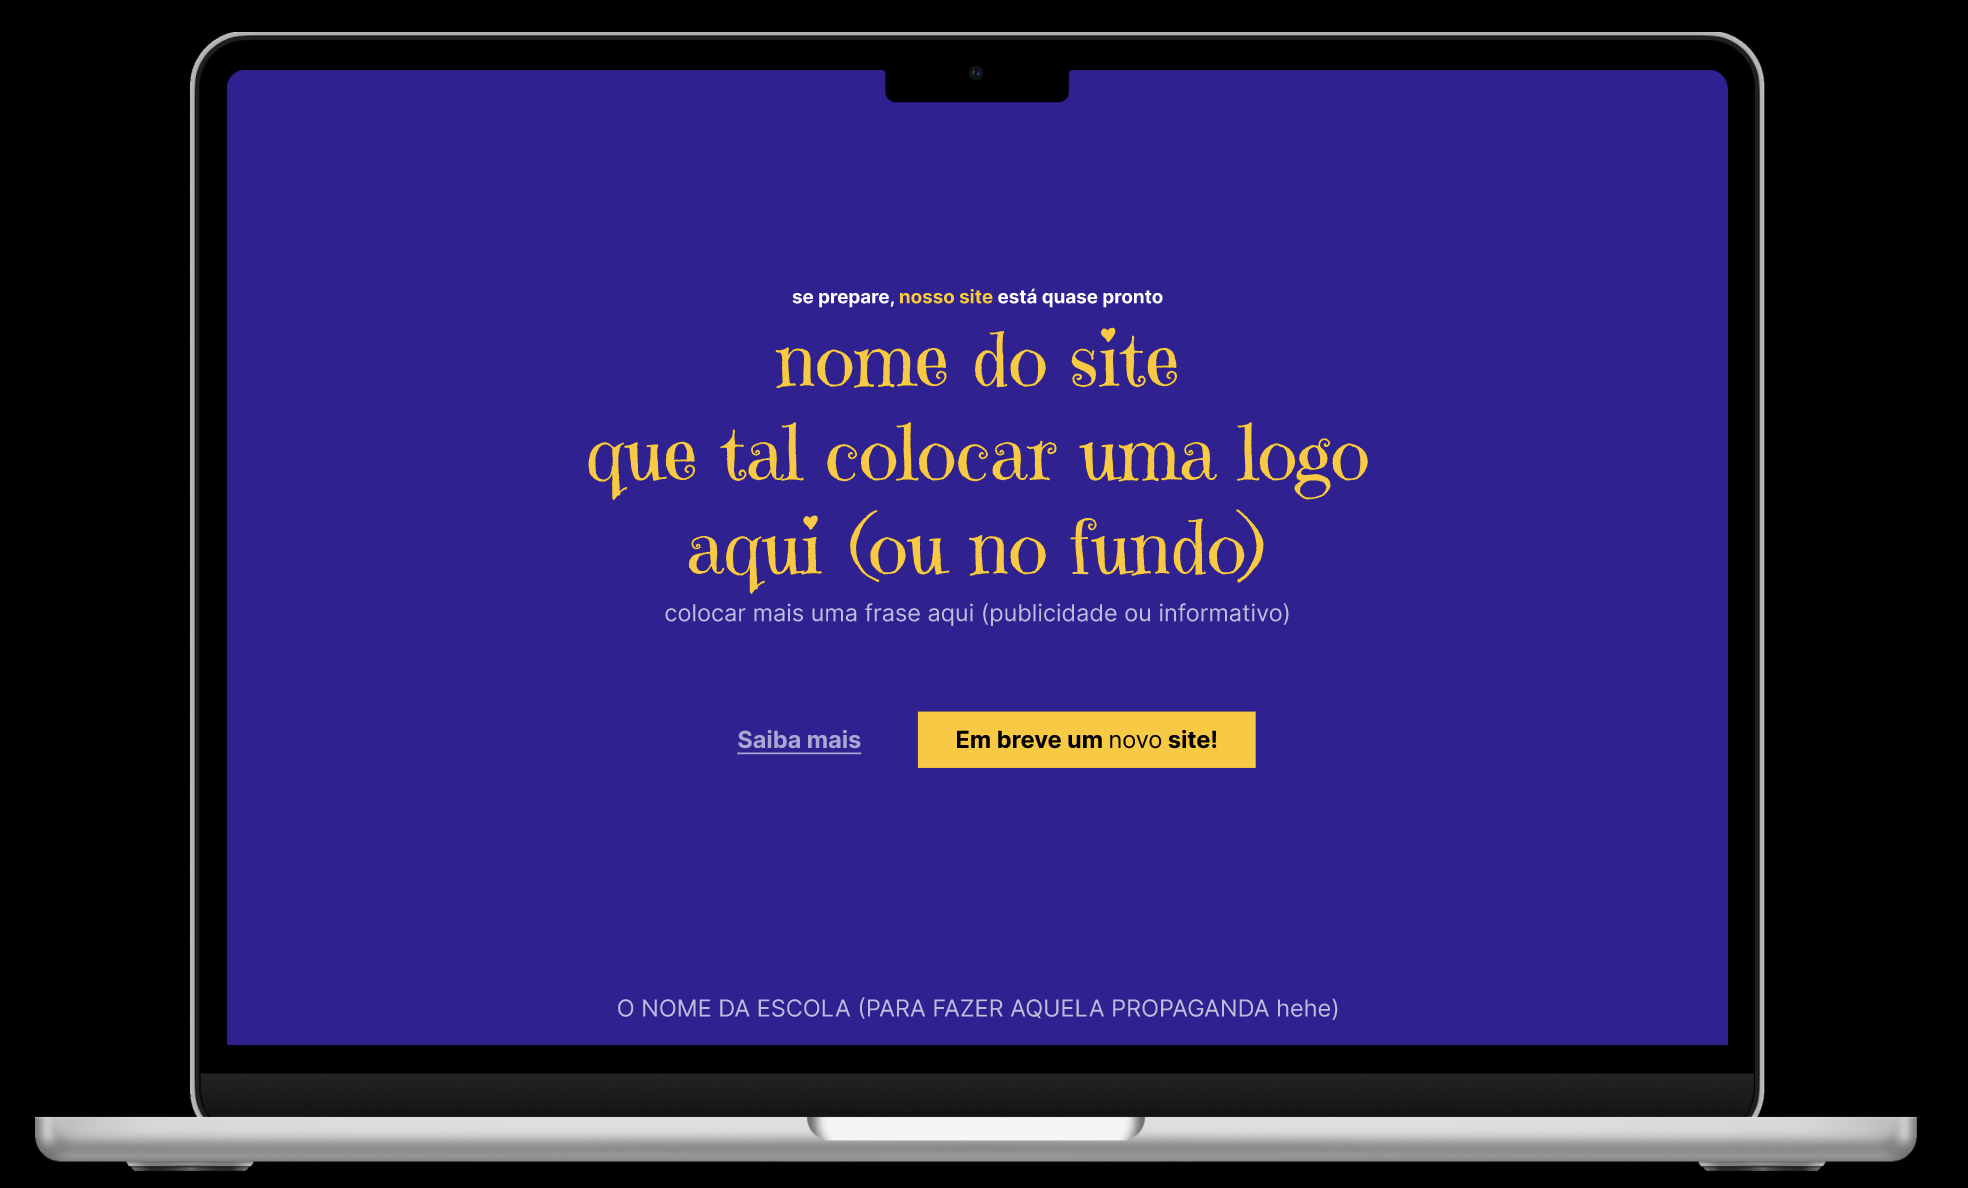 se prepare, nosso site está quase pronto
nome do site
que tal colocar uma logo
aqui (ou no fundo)
colocar mais uma frase aqui (publicidade ou informativo)
Saiba mais
Em breve um novo site!
O NOME DA ESCOLA (PARA FAZER AQUELA PROPAGANDA hehe)